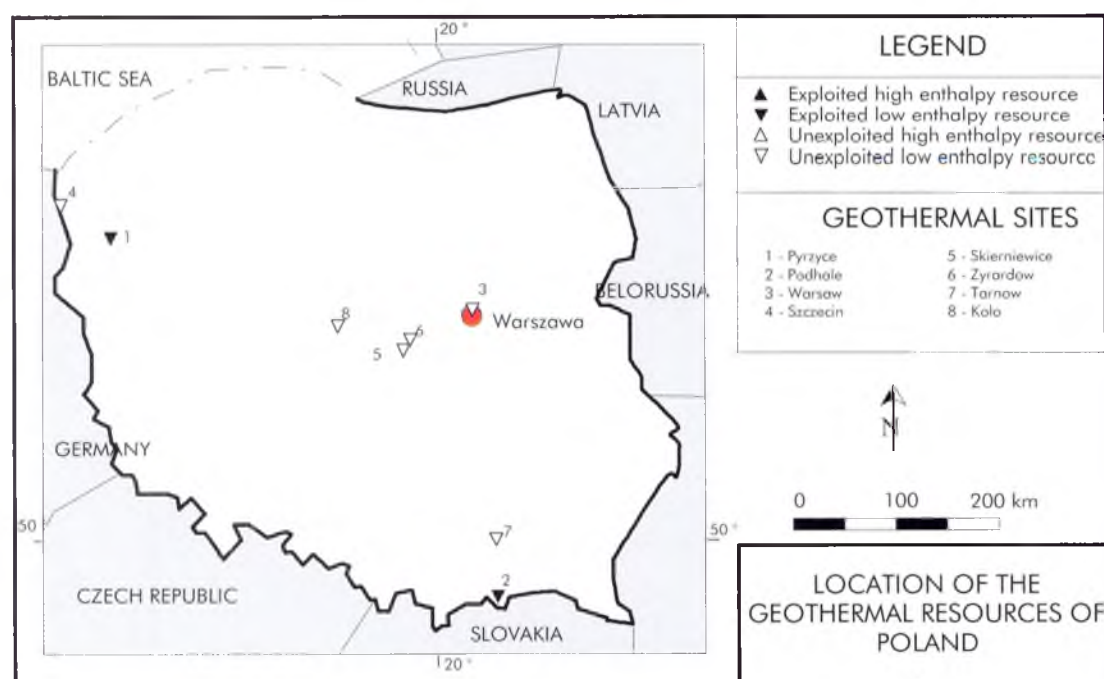 20°
BALTIC SEA
RUSSIA
LATVIA
4
1
3
BELORUSSIA
8
Warszawa
6
5
GERMANY
50
7
50°
2
CZECH REPUBLIC
SLOVAKIA
20°
LEGEND
▲ Exploited high enthalpy resource
▼ Exploited low enthalpy resource
△ Unexploited high enthalpy resource
▽ Unexploited low enthalpy resource
GEOTHERMAL SITES
1 - Pyrzyce
2 - Podhale
3 - Warsaw
4 - Szczecin
5 - Skierniewice
6 - Zyrardow
7 - Tarnow
8 - Kolo
N
0 100 200 km
LOCATION OF THE
GEOTHERMAL RESOURCES OF
POLAND